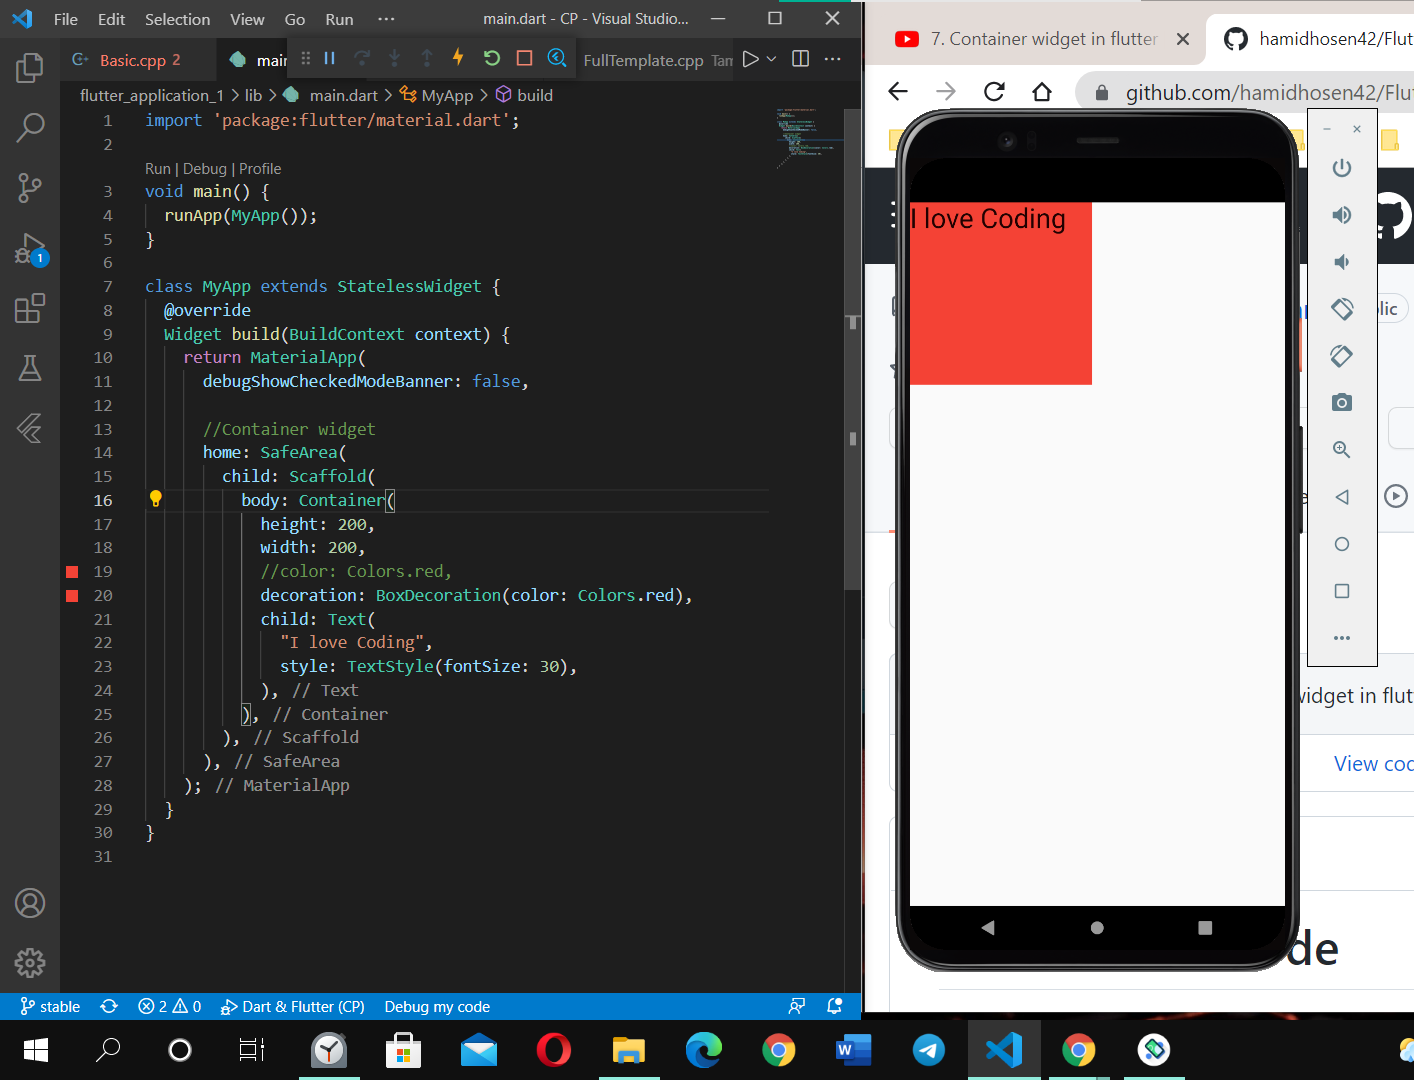 File Edit Selection View Go Run ··· main.dart - CP - Visual Studio...
Basic.cpp 2 main FullTemplate.cpp Tam
flutter_application_1 > lib > main.dart > MyApp > build
1 import 'package:flutter/material.dart';
2
Run | Debug | Profile
3 void main() {
4 runApp(MyApp());
5 }
6
7 class MyApp extends StatelessWidget {
8 @override
9 Widget build(BuildContext context) {
10 return MaterialApp(
11 debugShowCheckedModeBanner: false,
12
13 //Container widget
14 home: SafeArea(
15 child: Scaffold(
16 body: Container(
17 height: 200,
18 width: 200,
19 //color: Colors.red,
20 decoration: BoxDecoration(color: Colors.red),
21 child: Text(
22 "I love Coding",
23 style: TextStyle(fontSize: 30),
24 ), // Text
25 ), // Container
26 ), // Scaffold
27 ), // SafeArea
28 ); // MaterialApp
29 }
30 }
31
1
stable 2 0 Dart & Flutter (CP) Debug my code
7. Container widget in flutter hamidhosen42/Flut
github.com/hamidhosen42/Flu
I love Coding
lic
widget in flut
View cod
de
W